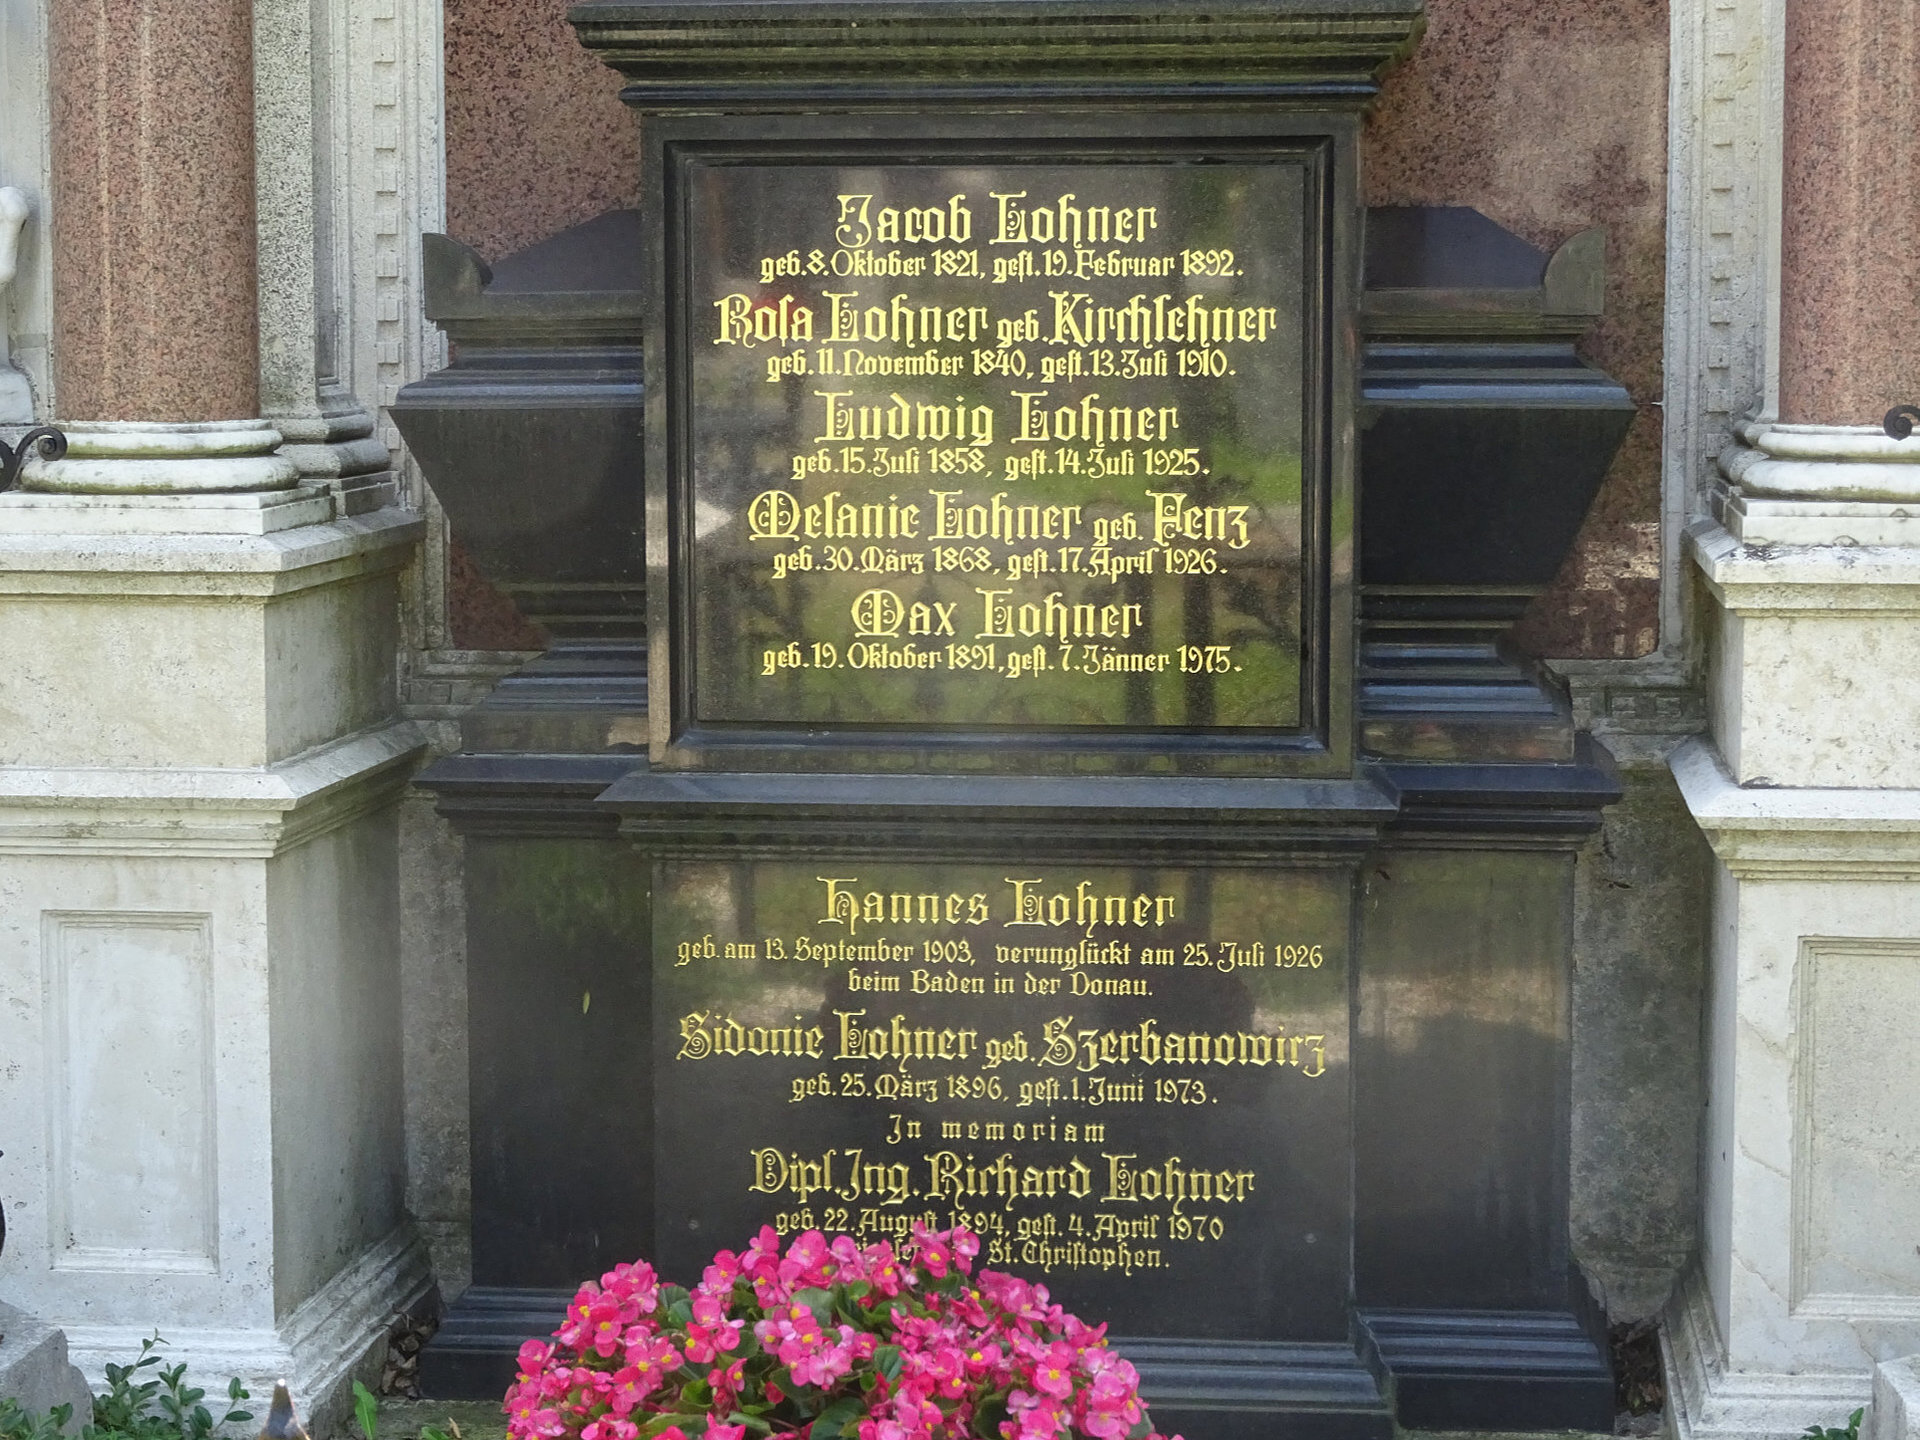 Jacob Lohner
geb. 8. Oktober 1821, gest. 19. Februar 1892.
Rosa Lohner geb. Kirchlehner
geb. 11. November 1840, gest. 13. Juli 1910.
Ludwig Lohner
geb. 15. Juli 1858, gest. 14. Juli 1925.
Melanie Lohner geb. Fenz
geb. 30. März 1868, gest. 17. April 1926.
Max Lohner
geb. 19. Oktober 1891, gest. 7. Jänner 1975.
Hannes Lohner
geb. am 13. September 1903, verunglückt am 25. Juli 1926
beim Baden in der Donau.
Sidonie Lohner geb. Szerbanowicz
geb. 25. März 1896, gest. 1. Juni 1973.
In memoriam
Dipl. Ing. Richard Lohner
geb. 22. August 1894, gest. 4. April 1970
St. Christophen.